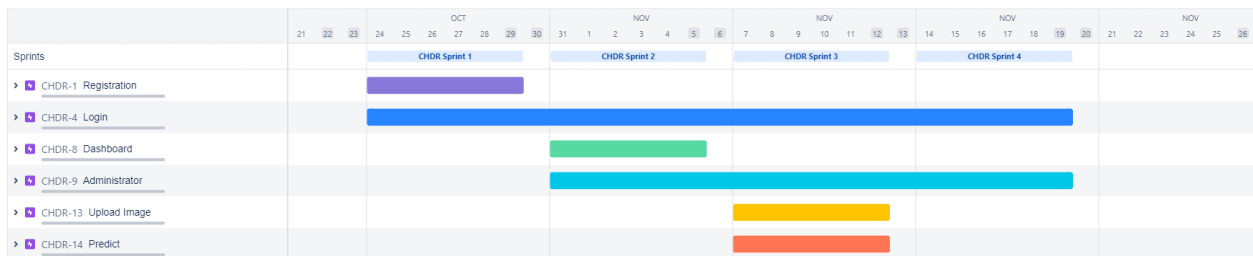 OCT NOV NOV NOV NOV
21 22 23 24 25 26 27 28 29 30 31 1 2 3 4 5 6 7 8 9 10 11 12 13 14 15 16 17 18 19 20 21 22 23 24 25 26
Sprints CHDR Sprint 1 CHDR Sprint 2 CHDR Sprint 3 CHDR Sprint 4
CHDR-1 Registration
CHDR-4 Login
CHDR-8 Dashboard
CHDR-9 Administrator
CHDR-13 Upload Image
CHDR-14 Predict